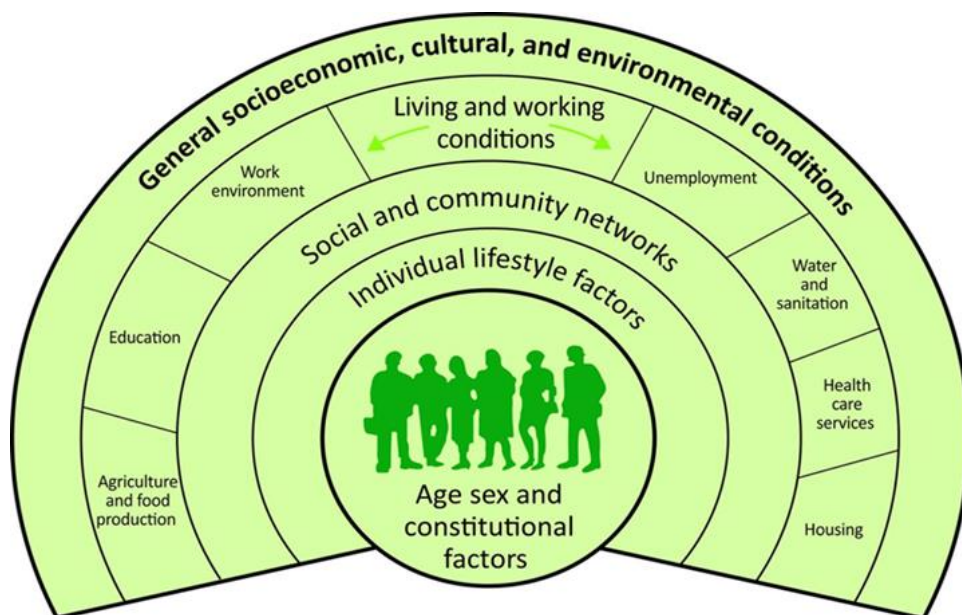 General socioeconomic, cultural, and environmental conditions
Living and working
conditions
Work
environment
Unemployment
Social and community networks
Water
and
sanitation
Individual lifestyle factors
Education
Health
care
services
Agriculture
and food
production
Housing
Age sex and
constitutional
factors